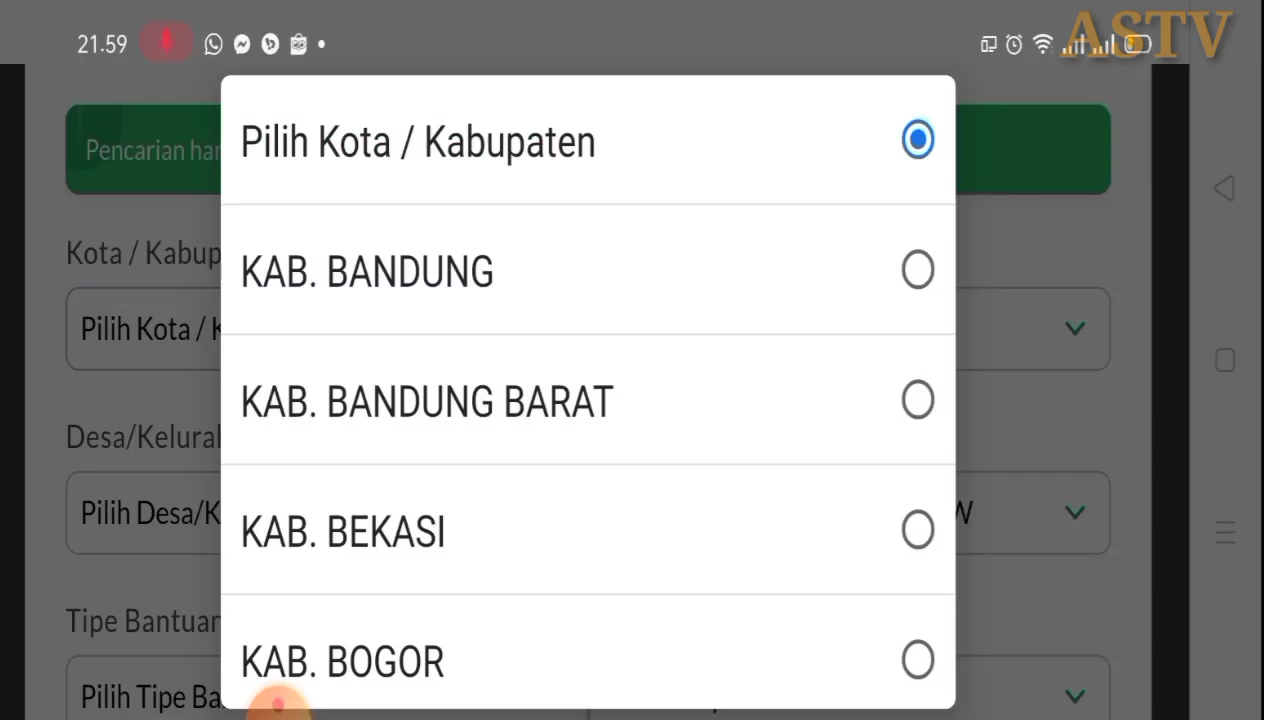 21.59
ASTV
Pilih Kota / Kabupaten
Pencarian har
KAB. BANDUNG
Kota / Kabup
Pilih Kota / K
KAB. BANDUNG BARAT
Desa/Kelurah
Pilih Desa/K
W
KAB. BEKASI
Tipe Bantuan
KAB. BOGOR
Pilih Tipe Ba